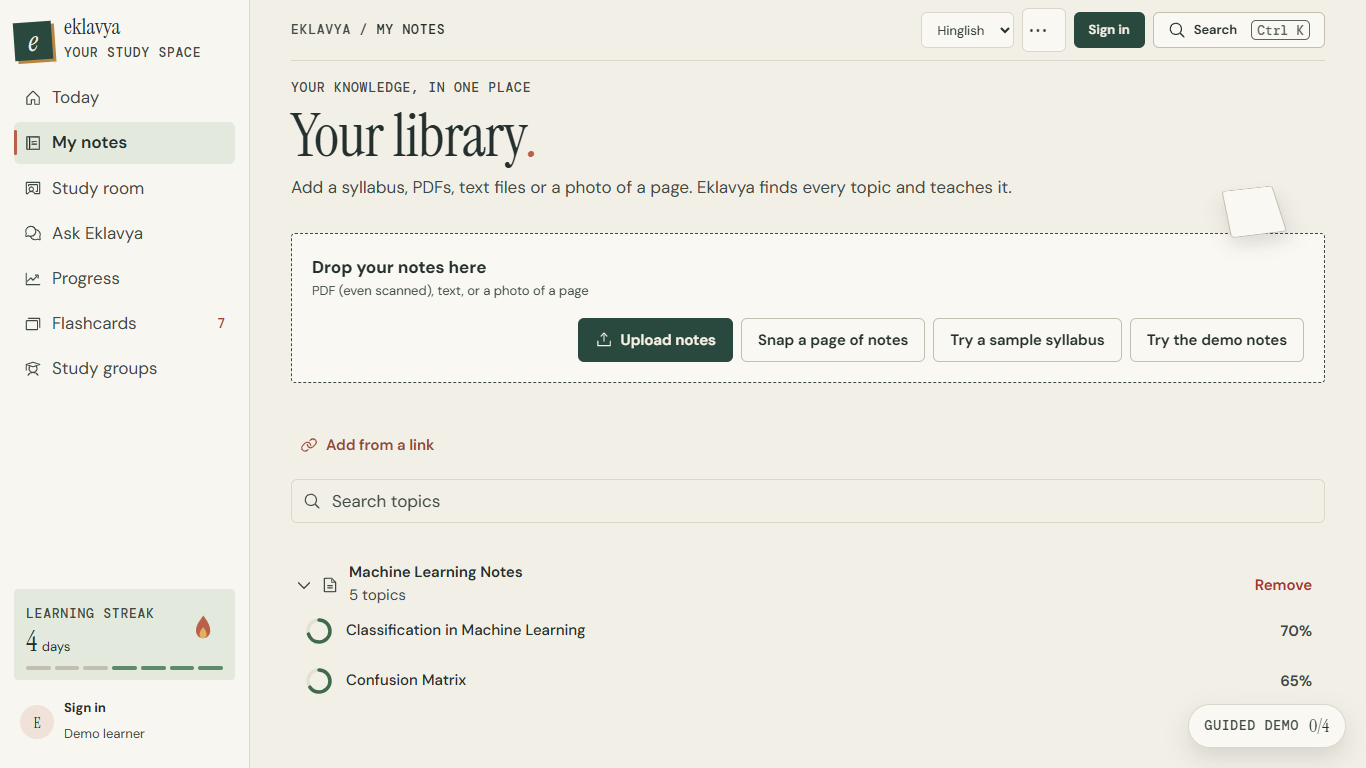 e
eklavya
YOUR STUDY SPACE
Today
My notes
Study room
Ask Eklavya
Progress
Flashcards 7
Study groups
LEARNING STREAK
4 days
E
Sign in
Demo learner
EKLAVYA / MY NOTES
Hinglish
...
Sign in
Search Ctrl K
YOUR KNOWLEDGE, IN ONE PLACE
Your library.
Add a syllabus, PDFs, text files or a photo of a page. Eklavya finds every topic and teaches it.
Drop your notes here
PDF (even scanned), text, or a photo of a page
Upload notes
Snap a page of notes
Try a sample syllabus
Try the demo notes
Add from a link
Search topics
Machine Learning Notes
5 topics
Remove
Classification in Machine Learning 70%
Confusion Matrix 65%
GUIDED DEMO 0/4